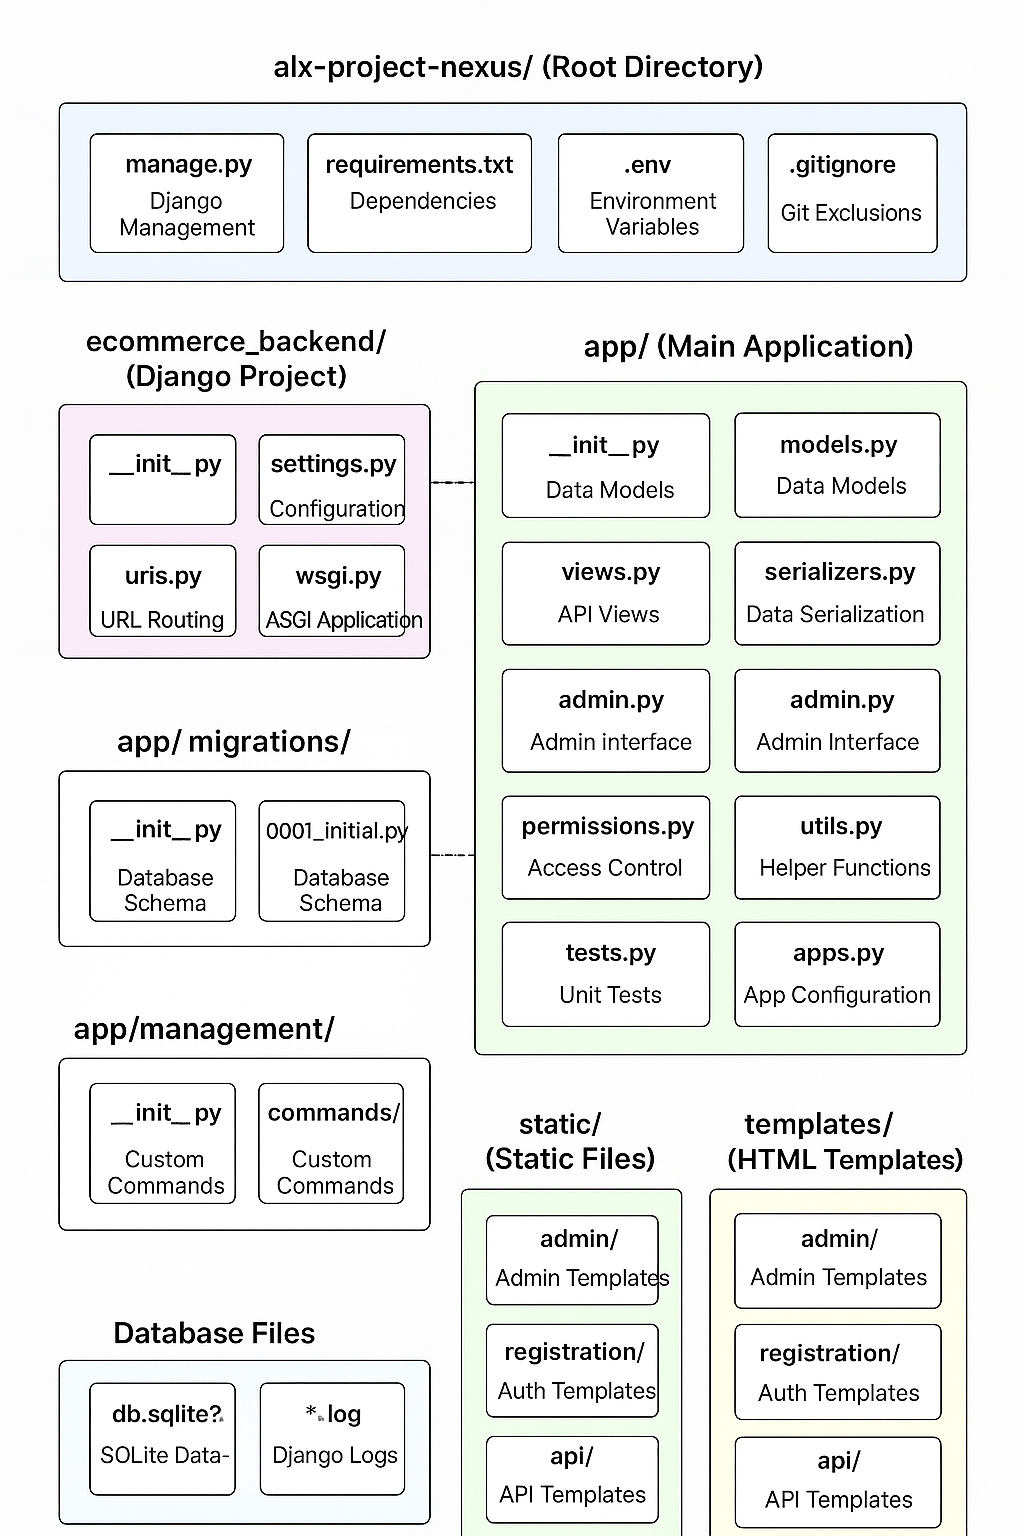 alx-project-nexus/ (Root Directory)
manage.py
Django
Management
requirements.txt
Dependencies
.env
Environment
Variables
.gitignore
Git Exclusions
ecommerce_backend/
(Django Project)
__init__py
settings.py
Configuration
uris.py
URL Routing
wsgi.py
ASGI Application
app/ (Main Application)
__init__py
Data Models
models.py
Data Models
views.py
API Views
serializers.py
Data Serialization
admin.py
Admin interface
admin.py
Admin Interface
permissions.py
Access Control
utils.py
Helper Functions
tests.py
Unit Tests
apps.py
App Configuration
app/ migrations/
__init__py
Database
Schema
0001_initial.py
Database
Schema
app/management/
__init__py
Custom
Commands
commands/
Custom
Commands
static/
(Static Files)
admin/
Admin Templates
registration/
Auth Templates
api/
API Templates
templates/
(HTML Templates)
admin/
Admin Templates
registration/
Auth Templates
api/
API Templates
Database Files
db.sqlite?
SOLite Data-
*.log
Django Logs